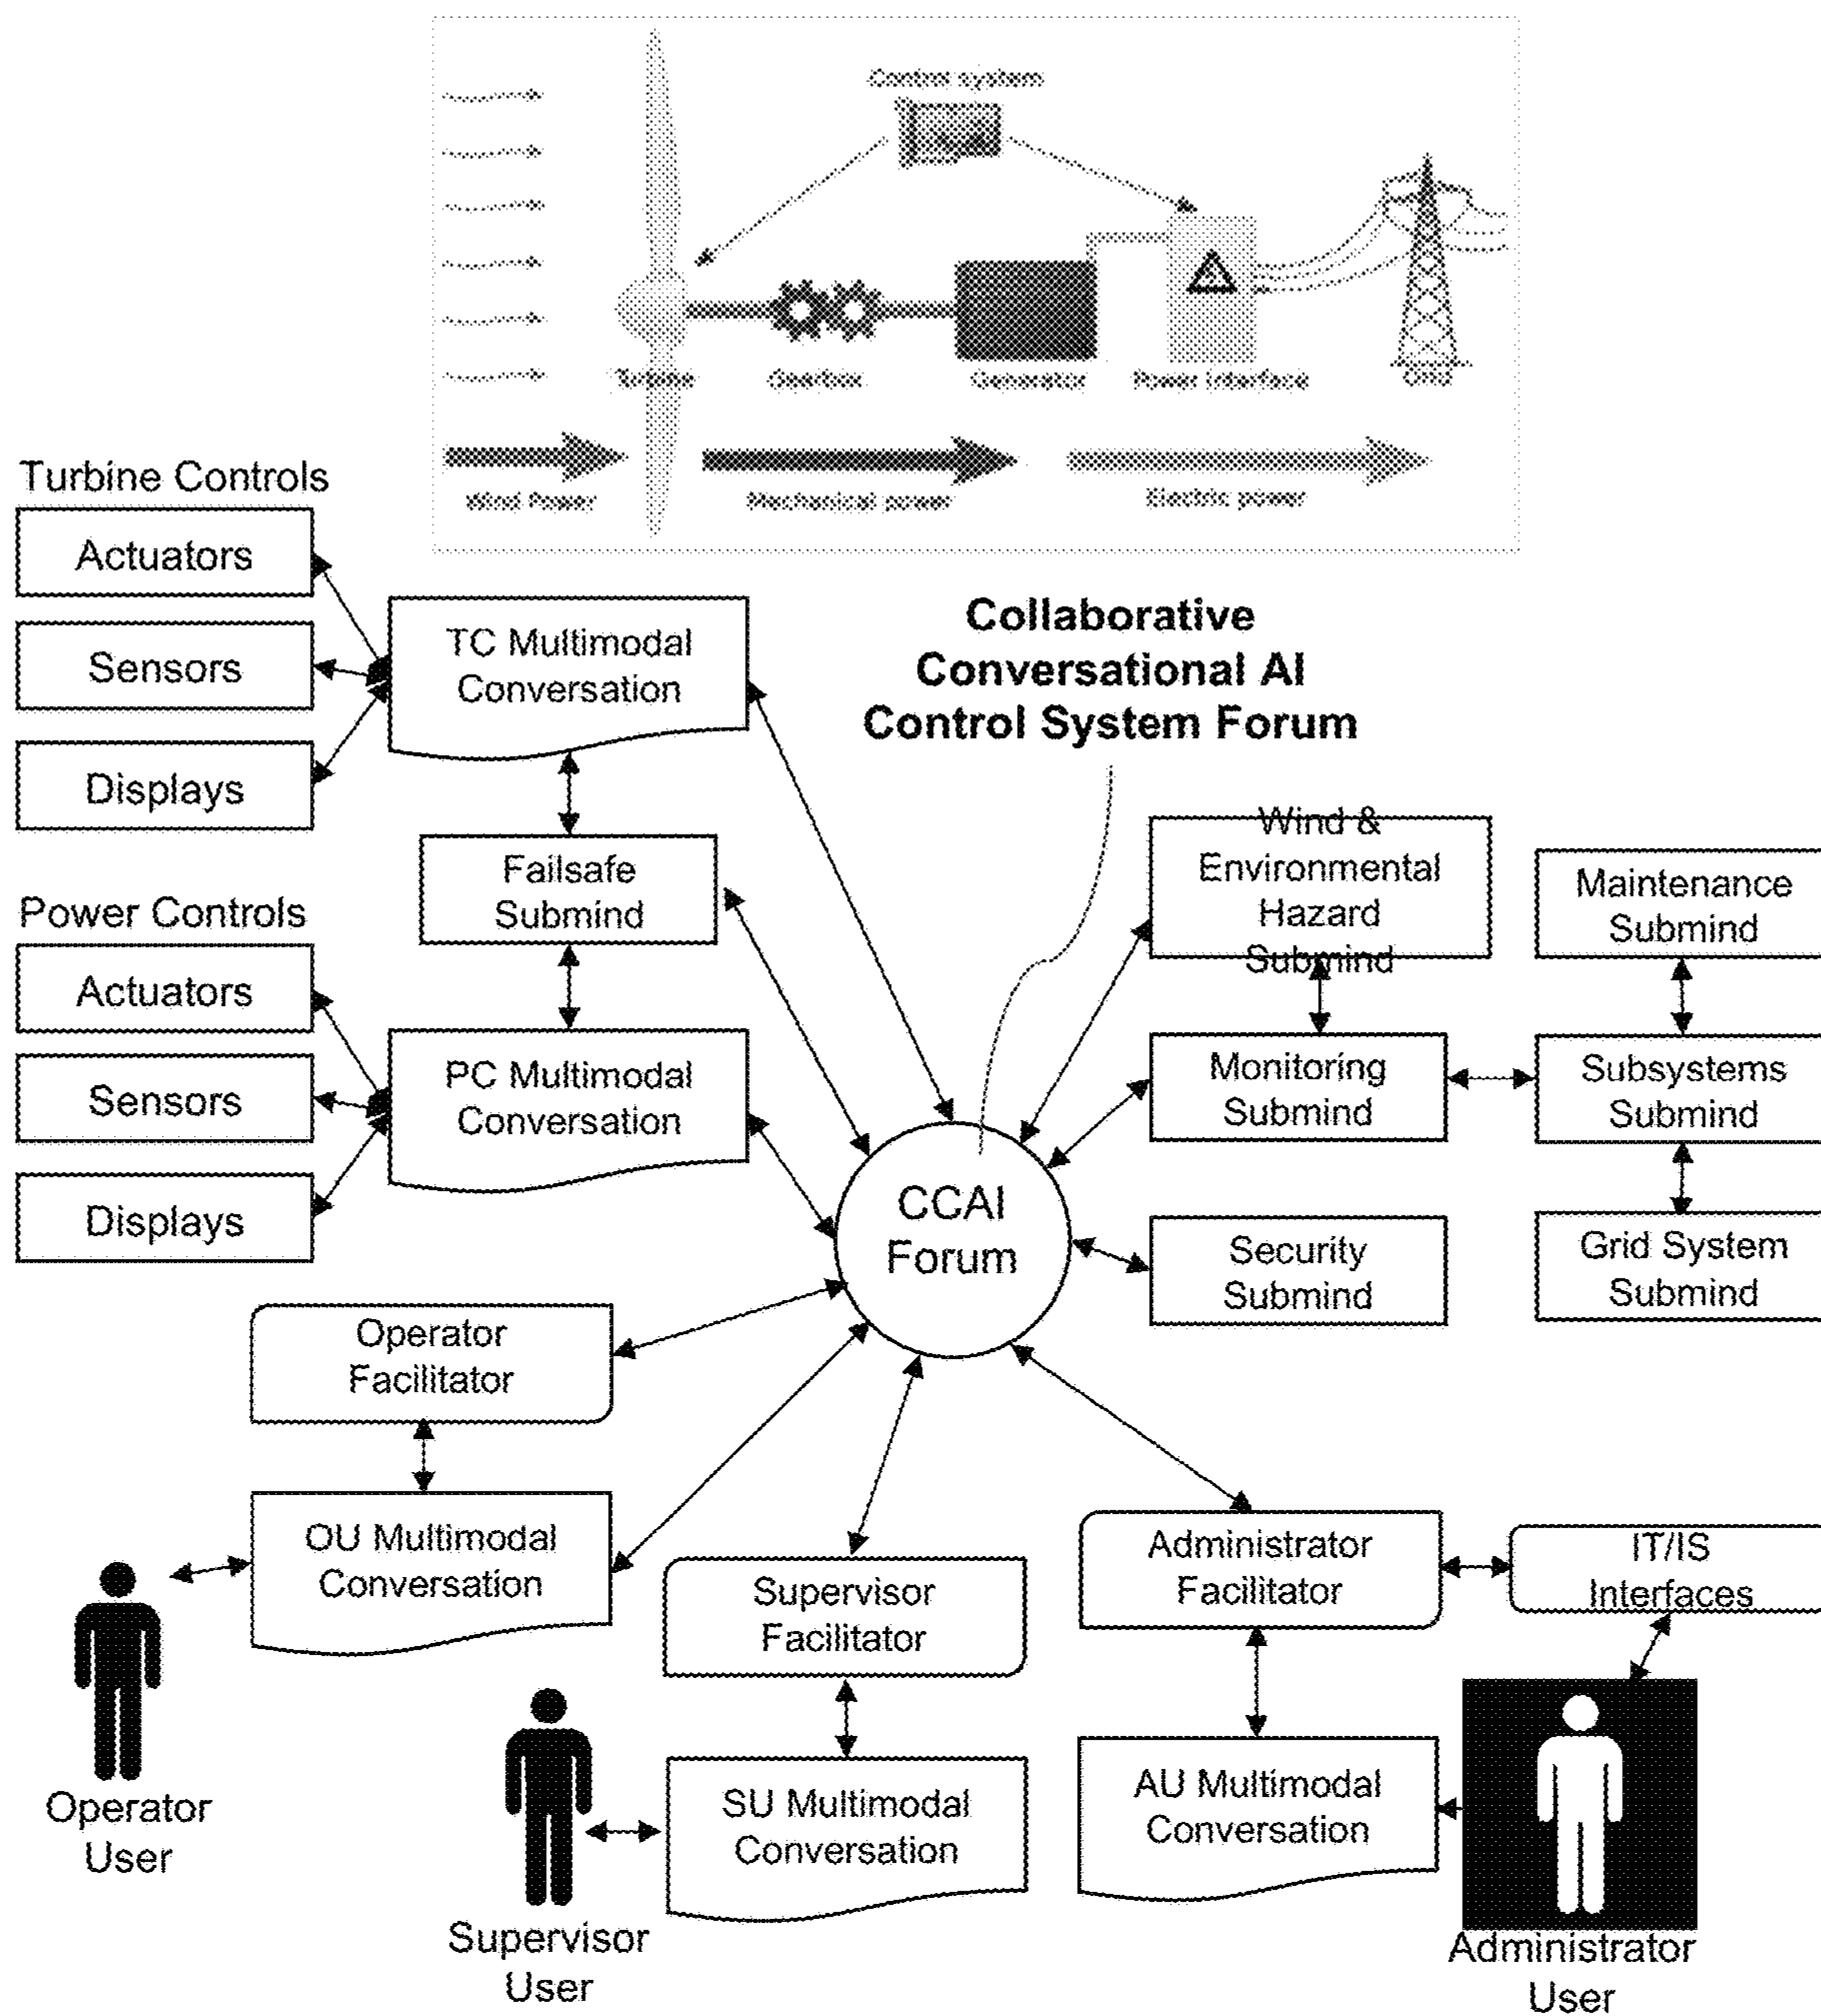 Control system
Turbine
Gearbox
Generator
Power interface
Grid
Wind Power
Mechanical power
Electric power
Turbine Controls
Actuators
Sensors
Displays
TC Multimodal
Conversation
Collaborative
Conversational AI
Control System Forum
Failsafe
Submind
Power Controls
Actuators
Sensors
Displays
PC Multimodal
Conversation
Wind &
Environmental
Hazard
Submind
Maintenance
Submind
Monitoring
Submind
Subsystems
Submind
CCAI
Forum
Security
Submind
Grid System
Submind
Operator
Facilitator
OU Multimodal
Conversation
Operator
User
Supervisor
Facilitator
SU Multimodal
Conversation
Supervisor
User
Administrator
Facilitator
IT/IS
Interfaces
AU Multimodal
Conversation
Administrator
User